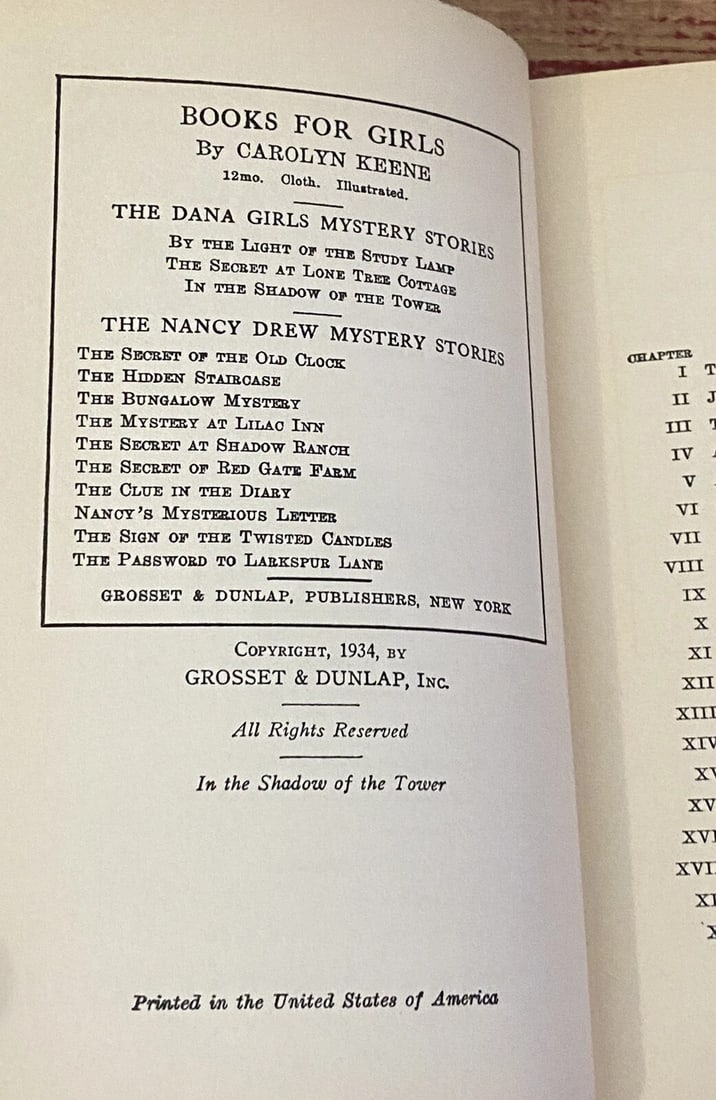 BOOKS FOR GIRLS
By CAROLYN KEENE
12mo. Cloth. Illustrated.
THE DANA GIRLS MYSTERY STORIES
BY THE LIGHT OF THE STUDY LAMP
THE SECRET AT LONE TREE COTTAGE
IN THE SHADOW OF THE TOWER
THE NANCY DREW MYSTERY STORIES
THE SECRET OF THE OLD CLOCK
THE HIDDEN STAIRCASE
THE BUNGALOW MYSTERY
THE MYSTERY AT LILAC INN
THE SECRET AT SHADOW RANCH
THE SECRET OF RED GATE FARM
THE CLUE IN THE DIARY
NANCY'S MYSTERIOUS LETTER
THE SIGN OF THE TWISTED CANDLES
THE PASSWORD TO LARKSPUR LANE
GROSSET & DUNLAP, PUBLISHERS, NEW YORK
COPYRIGHT, 1934, BY
GROSSET & DUNLAP, INC.
All Rights Reserved
In the Shadow of the Tower
Printed in the United States of America
CHAPTER
I
II
III
IV
V
VI
VII
VIII
IX
X
XI
XII
XIII